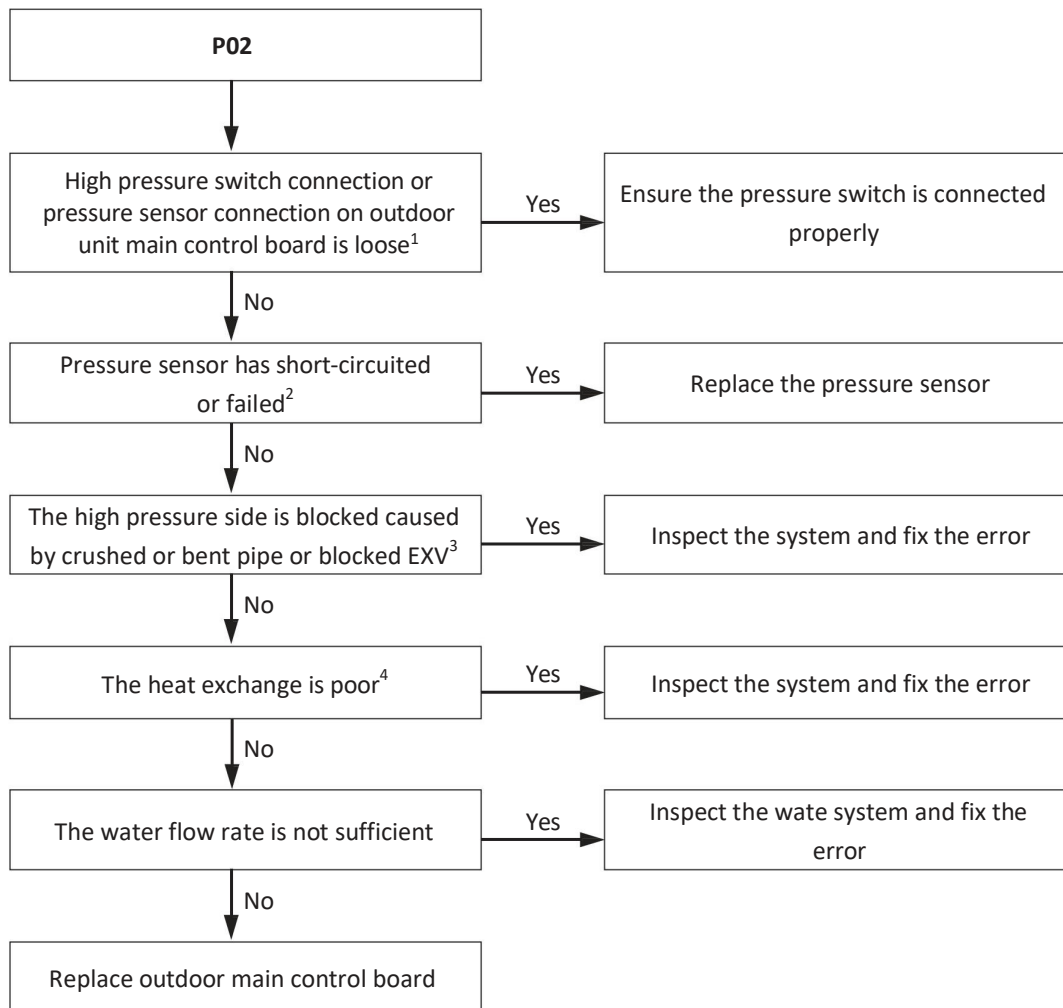 P02
High pressure switch connection or
pressure sensor connection on outdoor
unit main control board is loose1
Yes
Ensure the pressure switch is connected
properly
No
Pressure sensor has short-circuited
or failed2
Yes
Replace the pressure sensor
No
The high pressure side is blocked caused
by crushed or bent pipe or blocked EXV3
Yes
Inspect the system and fix the error
No
The heat exchange is poor4
Yes
Inspect the system and fix the error
No
The water flow rate is not sufficient
Yes
Inspect the wate system and fix the
error
No
Replace outdoor main control board